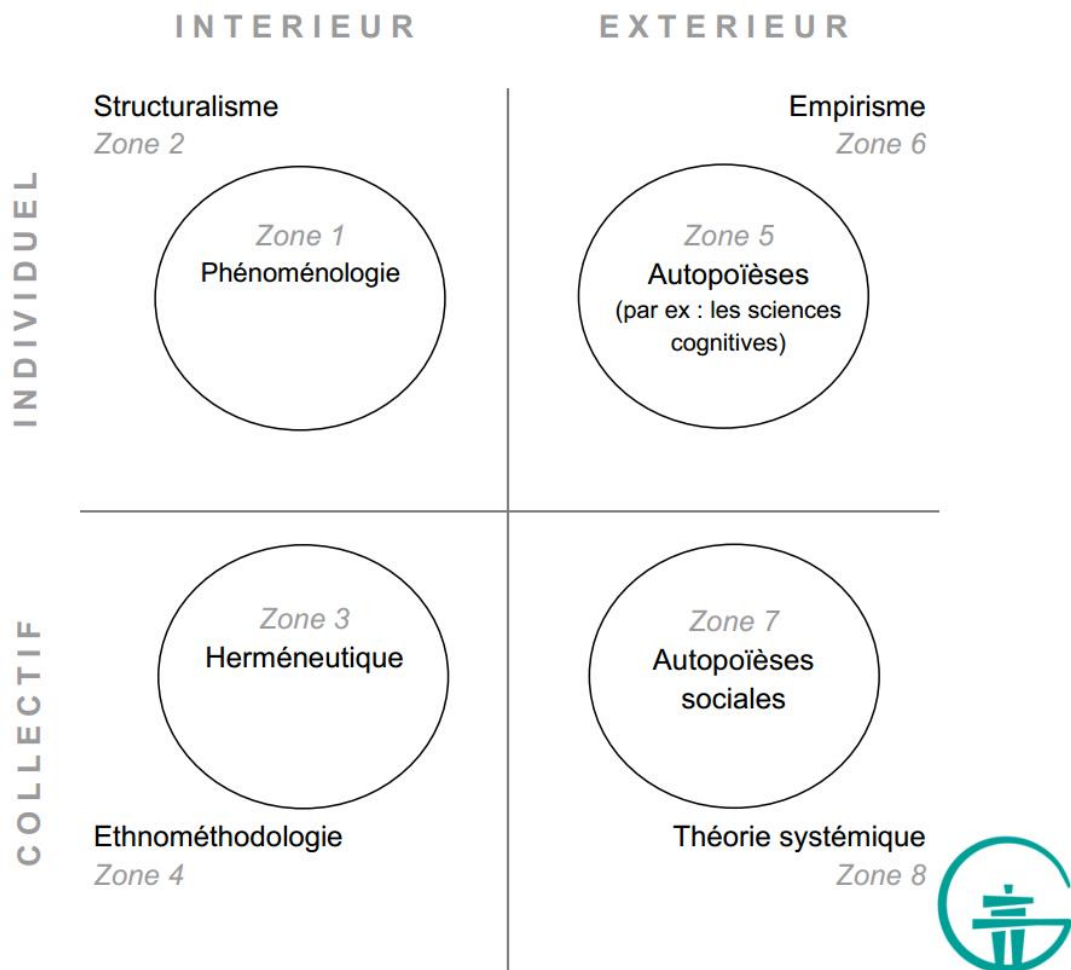 INTERIEUR EXTERIEUR
INDIVIDUEL
Structuralisme
Zone 2
Zone 1
Phénoménologie
Empirisme
Zone 6
Zone 5
Autopoïèses
(par ex : les sciences
cognitives)
COLLECTIF
Zone 3
Herméneutique
Ethnométhodologie
Zone 4
Zone 7
Autopoïèses
sociales
Théorie systémique
Zone 8